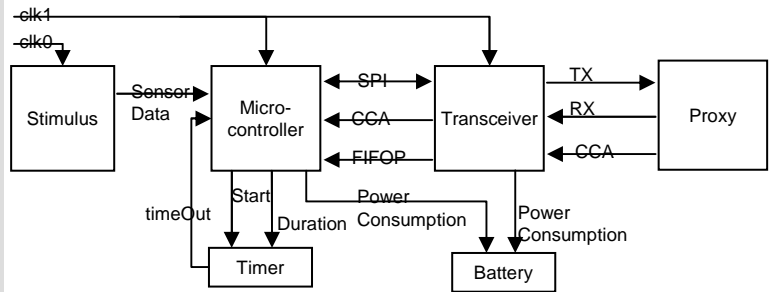 clk1
clk0
Stimulus
Sensor
Data
Micro-
controller
SPI
CCA
FIFOP
Transceiver
TX
RX
CCA
Proxy
timeOut
Start
Duration
Power
Consumption
Power
Consumption
Timer
Battery